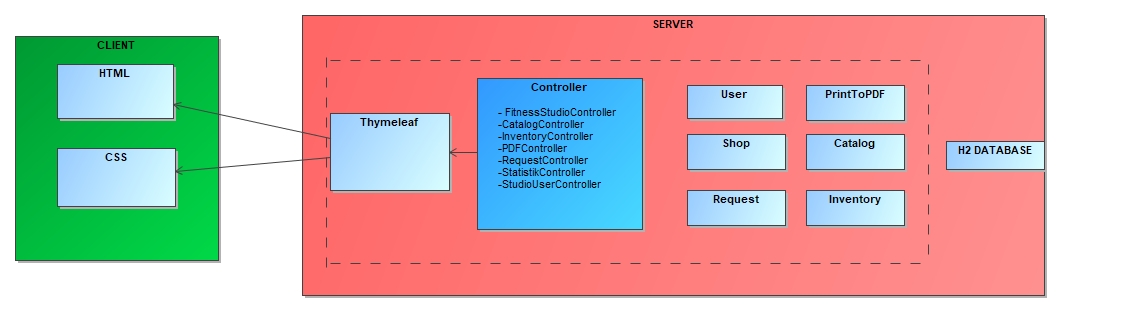 SERVER
CLIENT
HTML
CSS
Thymeleaf
Controller
- FitnessStudioController
-CatalogController
-InventoryController
-PDFController
-RequestController
-StatistikController
-StudioUserController
User
PrintToPDF
Shop
Catalog
Request
Inventory
H2 DATABASE